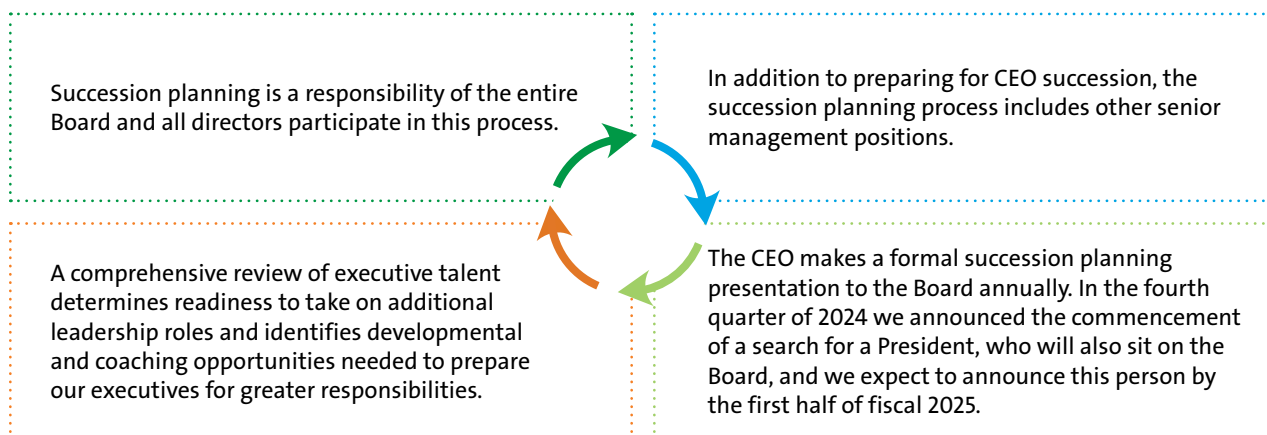 Succession planning is a responsibility of the entire
Board and all directors participate in this process.
In addition to preparing for CEO succession, the
succession planning process includes other senior
management positions.
A comprehensive review of executive talent
determines readiness to take on additional
leadership roles and identifies developmental
and coaching opportunities needed to prepare
our executives for greater responsibilities.
The CEO makes a formal succession planning
presentation to the Board annually. In the fourth
quarter of 2024 we announced the commencement
of a search for a President, who will also sit on the
Board, and we expect to announce this person by
the first half of fiscal 2025.